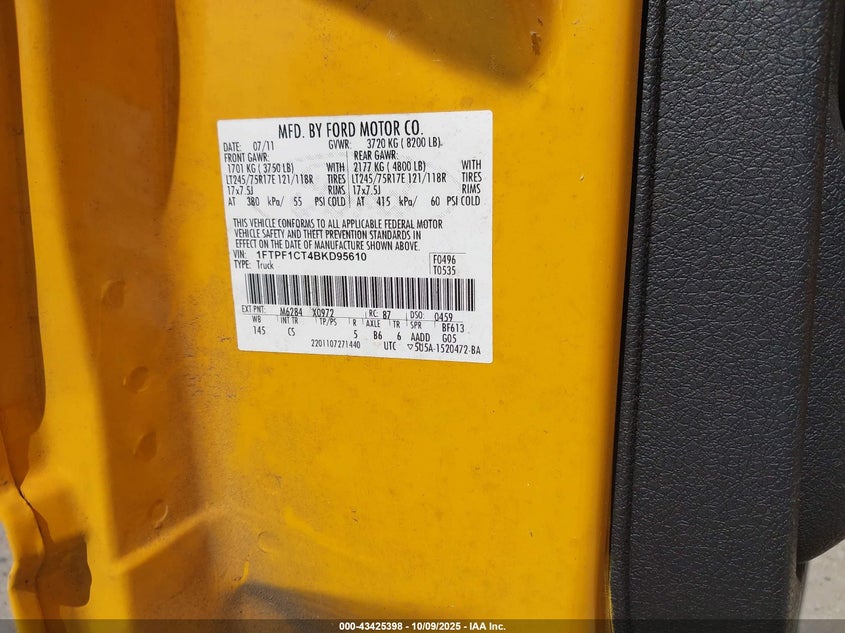 MFD. BY FORD MOTOR CO.
DATE: 07/11 GVWR: 3720 KG ( 8200 LB)
FRONT GAWR: REAR GAWR:
1701 KG ( 3750 LB) WITH 2177 KG ( 4800 LB) WITH
LT245/75R17E 121/118R TIRES LT245/75R17E 121/118R TIRES
17x7.5J RIMS 17x7.5J RIMS
AT 380 kPa/ 55 PSI COLD AT 415 kPa/ 60 PSI COLD
THIS VEHICLE CONFORMS TO ALL APPLICABLE FEDERAL MOTOR
VEHICLE SAFETY AND THEFT PREVENTION STANDARDS IN
EFFECT ON THE DATE OF MANUFACTURE SHOWN ABOVE.
VIN: 1FTPF1CT4BKD95610 F0496
TYPE: Truck T0535
EXT PNT: M6284 X0972 RC: B7 DSO: 0459
WB INT TR TP/PS R AXLE TR SPR BF613
145 CS 5 B6 6 AADD G05
2201107271440 UTC ▽5U5A-1520472-BA
000-43425398 - 10/09/2025 - IAA Inc.